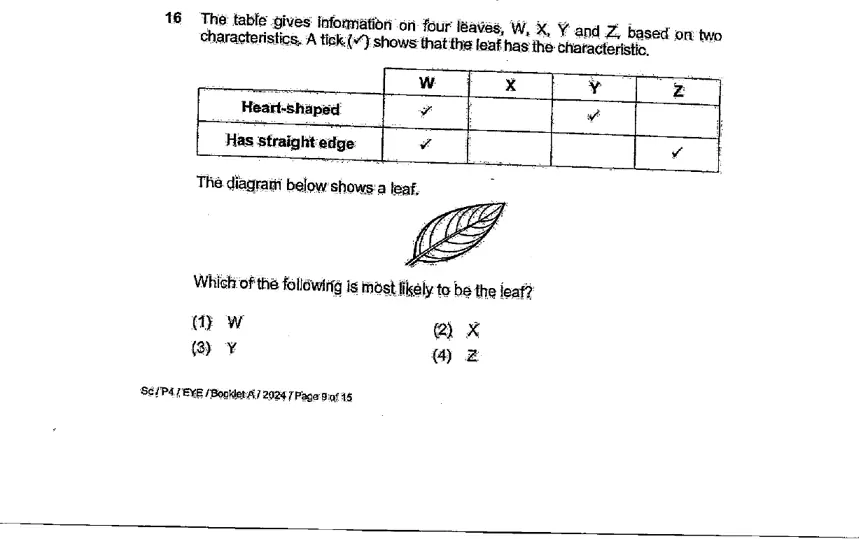 16 The table gives information on four leaves, W, X, Y and Z, based on two
characteristics. A tick (✓) shows that the leaf has the characteristic.
W X Y Z
Heart-shaped ✓ ✓
Has straight edge ✓ ✓
The diagram below shows a leaf.
Which of the following is most likely to be the leaf?
(1) W (2) X
(3) Y (4) Z
Sc / P4 / EYE / Booklet A / 2024 / Page 9 of 15